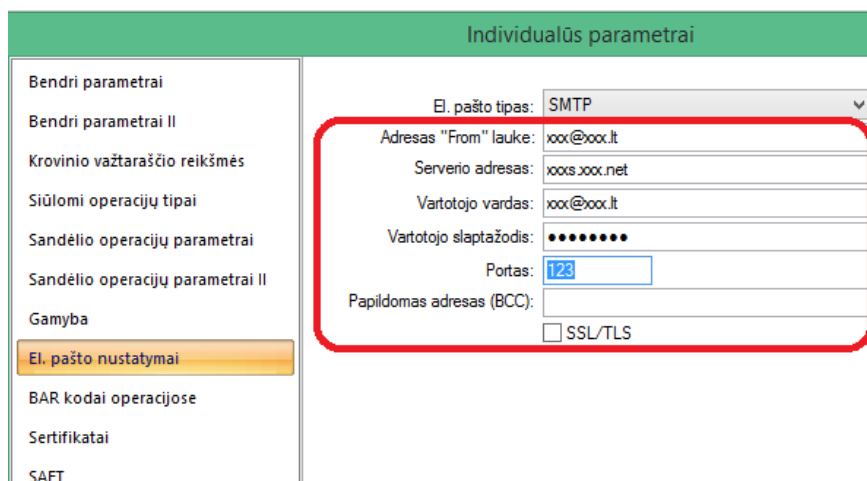 Individualūs parametrai
Bendri parametrai
Bendri parametrai II
Krovinio važtaraščio reikšmės
Siūlomi operacijų tipai
Sandėlio operacijų parametrai
Sandėlio operacijų parametrai II
Gamyba
El. pašto nustatymai
BAR kodai operacijose
Sertifikatai
SAFT
El. pašto tipas: SMTP
Adresas "From" lauke: xxx@xxx.lt
Serverio adresas: xxxs.xxx.net
Vartotojo vardas: xxx@xxx.lt
Vartotojo slaptažodis: ●●●●●●●●
Portas: 123
Papildomas adresas (BCC):
SSL/TLS